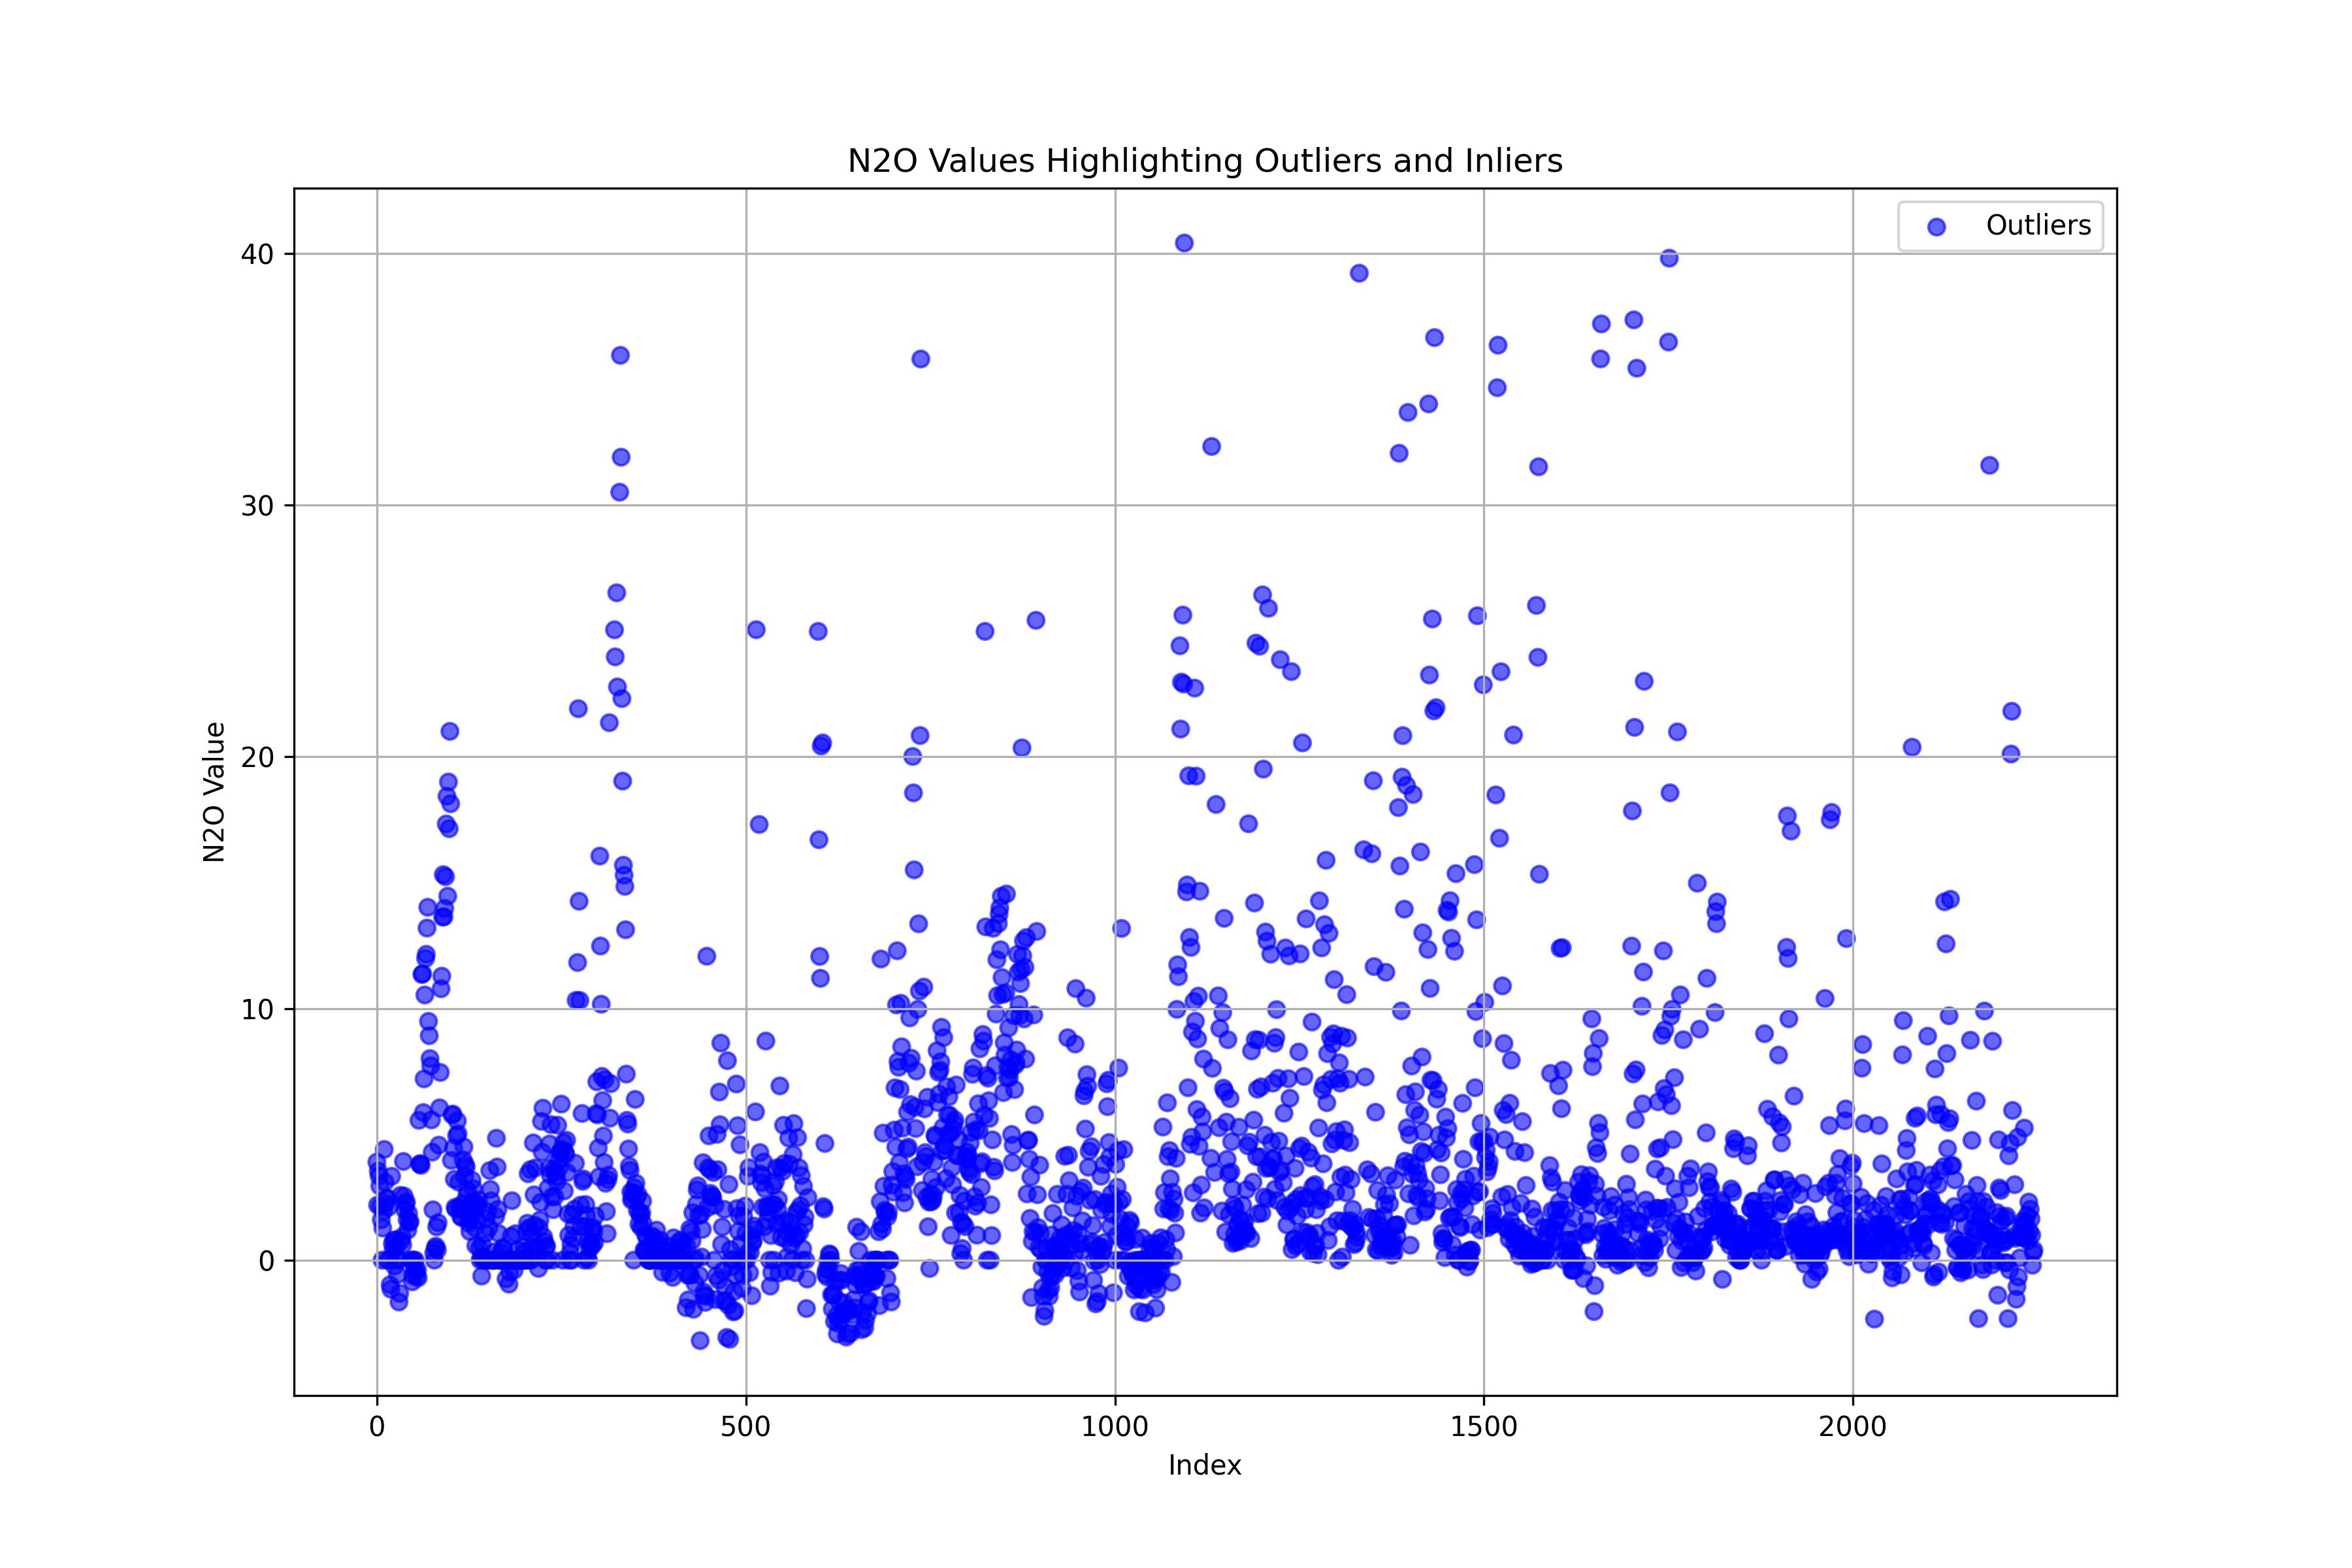 N2O Values Highlighting Outliers and Inliers
Outliers
40
30
20
10
0
N2O Value
0 500 1000 1500 2000
Index